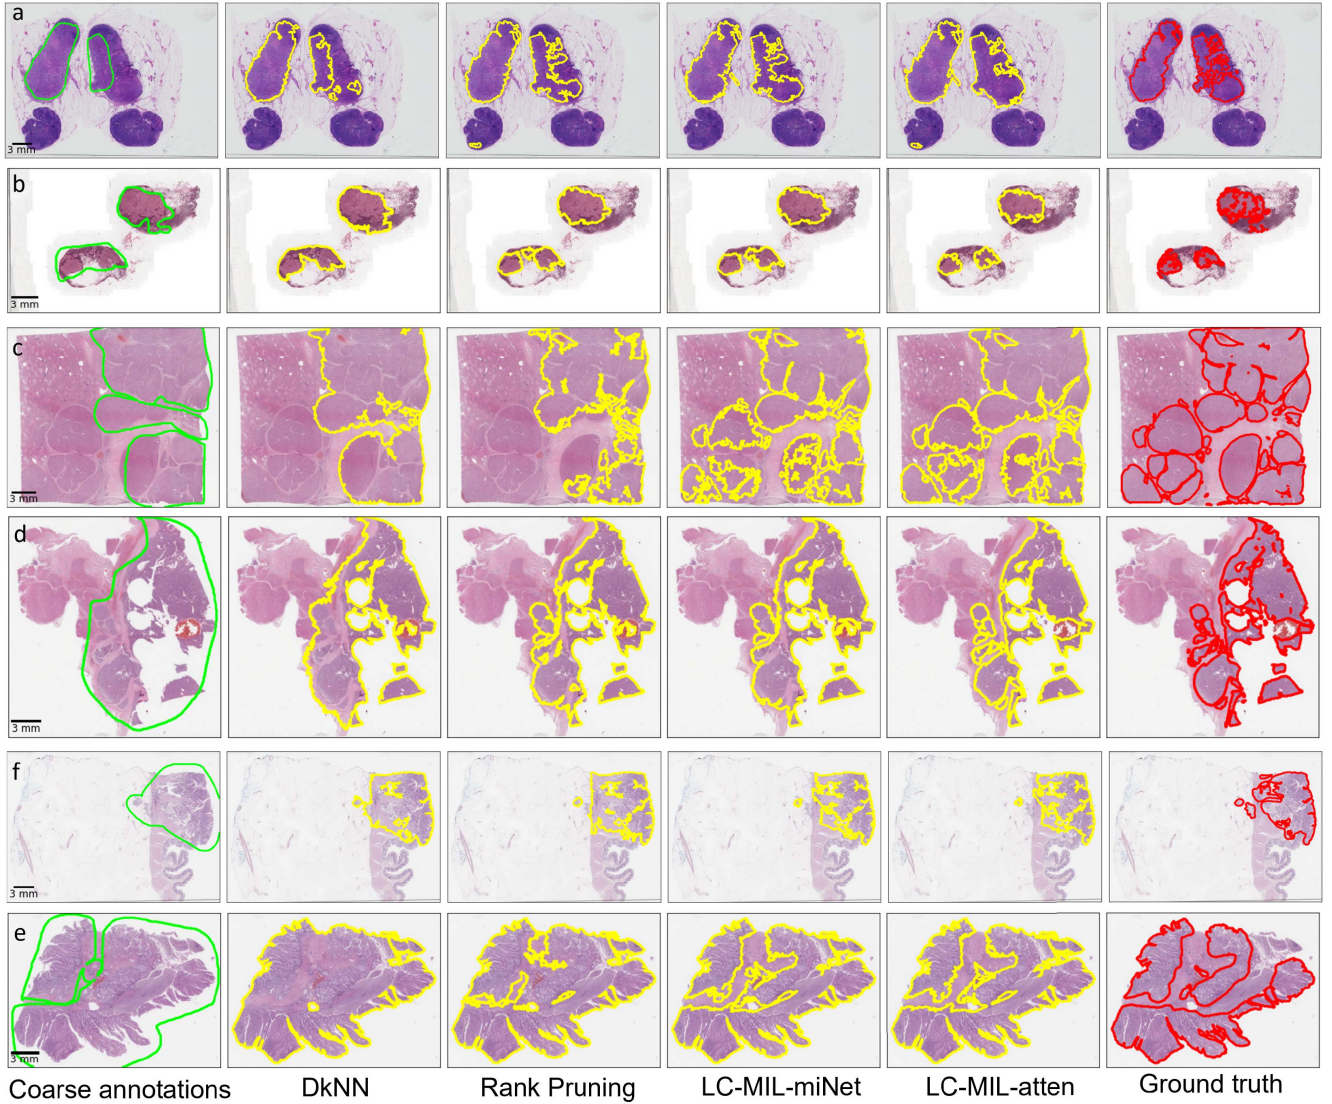 a
3 mm
b
3 mm
c
3 mm
d
3 mm
f
3 mm
e
3 mm
Coarse annotations DkNN Rank Pruning LC-MIL-miNet LC-MIL-atten Ground truth